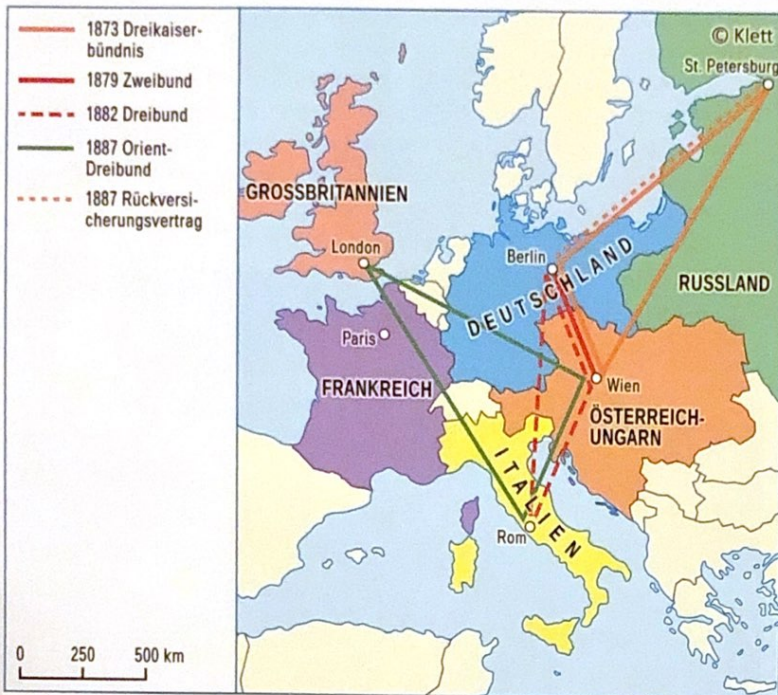 1873 Dreikaiser-
bündnis
1879 Zweibund
1882 Dreibund
1887 Orient-
Dreibund
1887 Rückversi-
cherungsvertrag
© Klett
St. Petersburg
GROSSBRITANNIEN
London
Berlin
DEUTSCHLAND
RUSSLAND
Paris
FRANKREICH
Wien
ÖSTERREICH-
UNGARN
ITALIEN
Rom
0 250 500 km